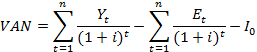 VAN = \sum_{t=1}^{n} \frac{Y_t}{(1+i)^t} - \sum_{t=1}^{n} \frac{E_t}{(1+i)^t} - I_0